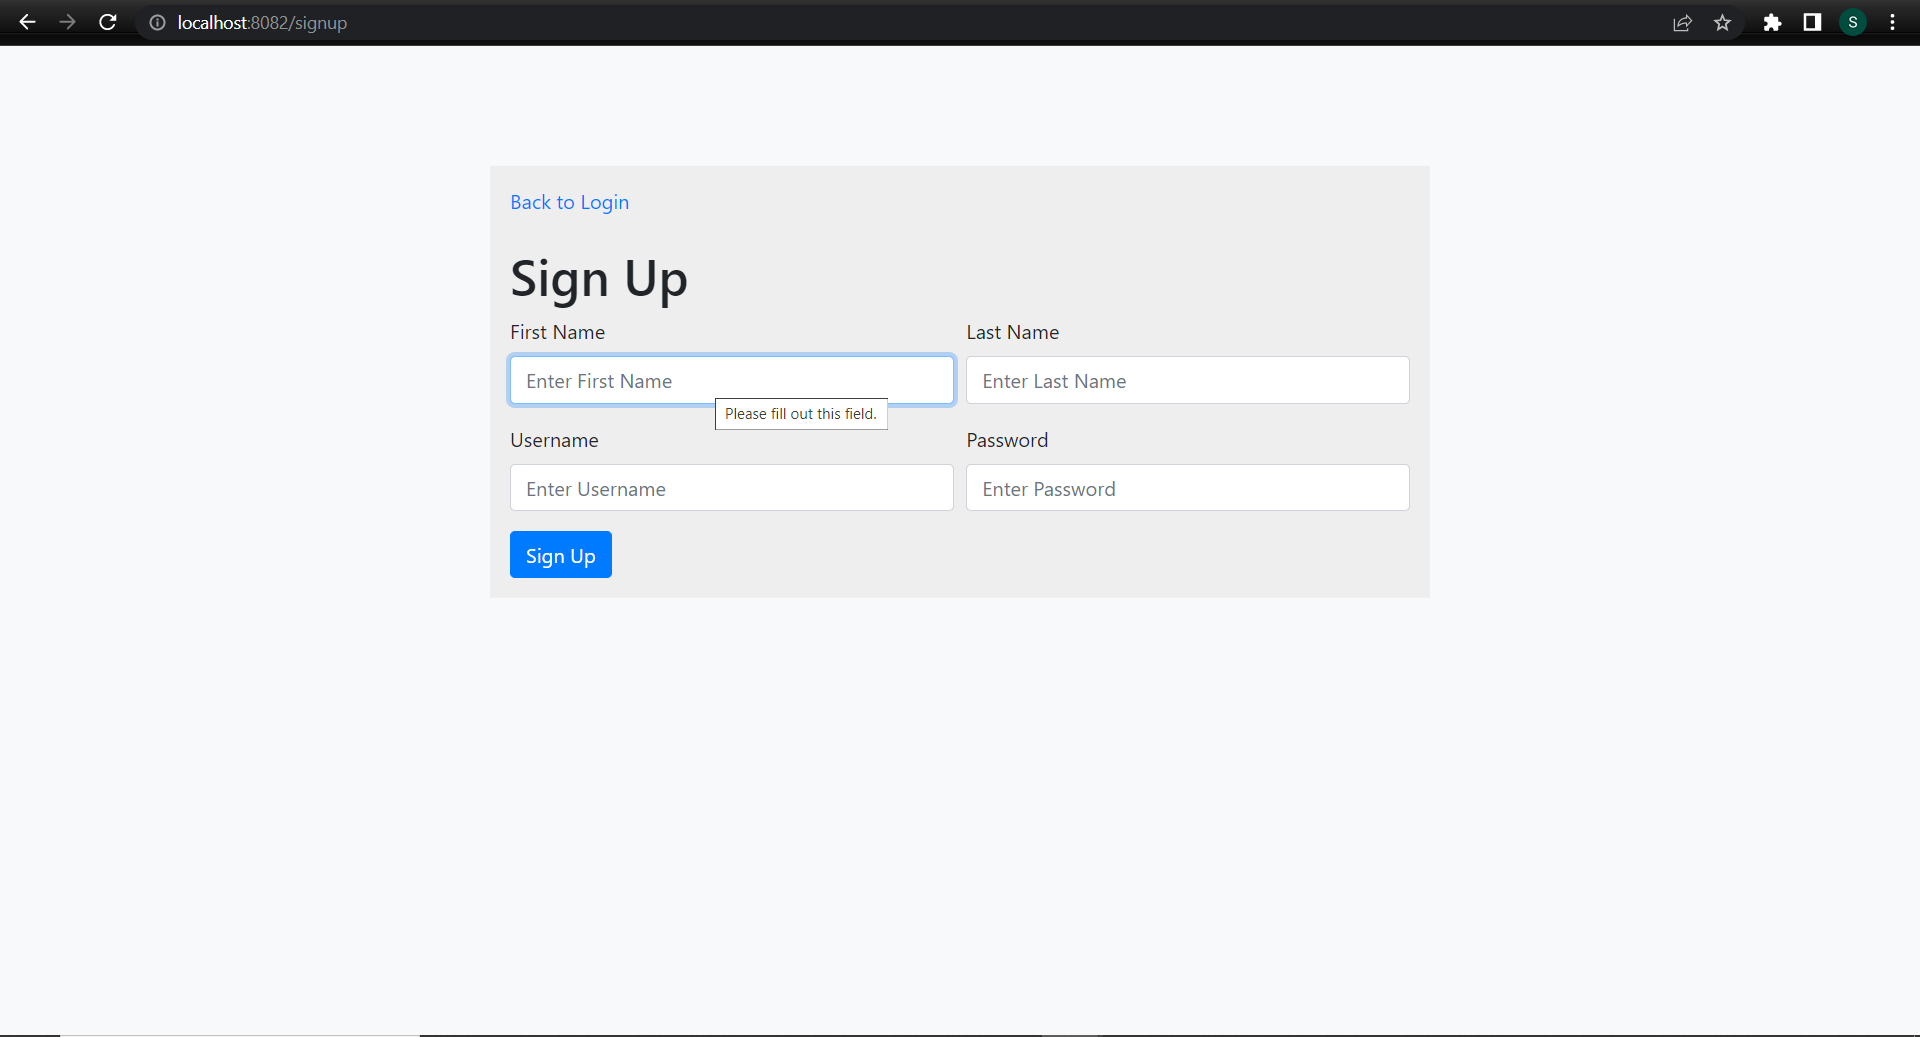 localhost:8082/signup
S
Back to Login
Sign Up
First Name
Last Name
Enter First Name
Enter Last Name
Please fill out this field.
Username
Password
Enter Username
Enter Password
Sign Up